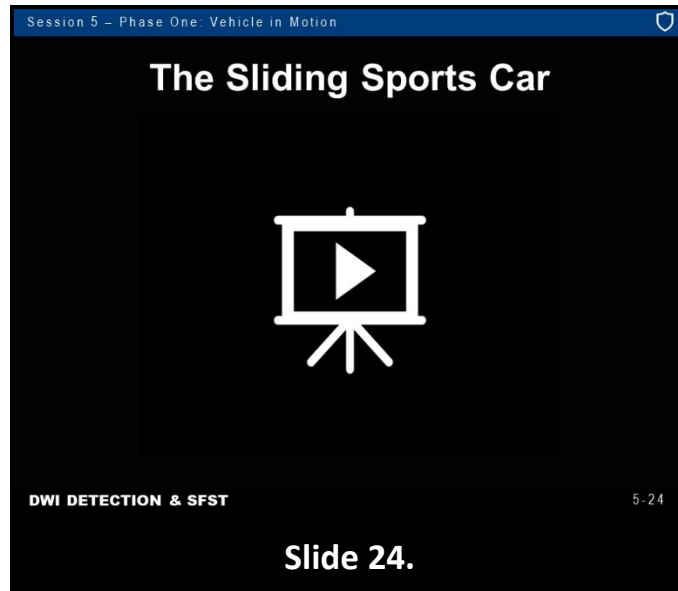 Session 5 – Phase One: Vehicle in Motion
The Sliding Sports Car
DWI DETECTION & SFST
5-24
Slide 24.